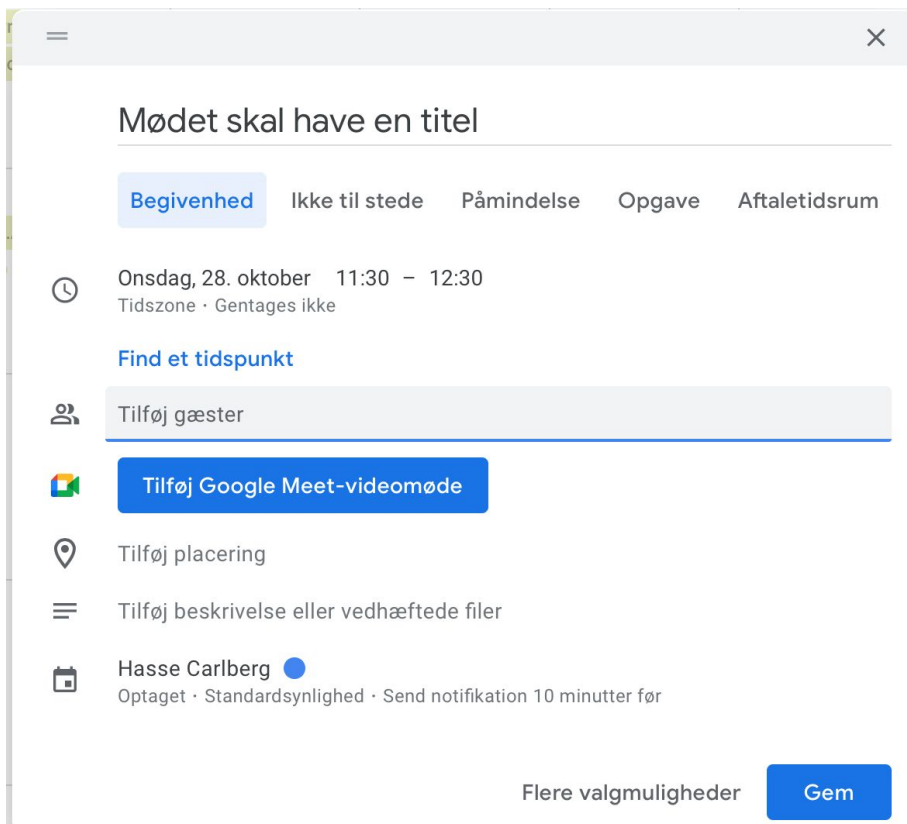 Mødet skal have en titel
Begivenhed Ikke til stede Påmindelse Opgave Aftaletidsrum
Onsdag, 28. oktober 11:30 – 12:30
Tidszone · Gentages ikke
Find et tidspunkt
Tilføj gæster
Tilføj Google Meet-videomøde
Tilføj placering
Tilføj beskrivelse eller vedhæftede filer
Hasse Carlberg
Optaget · Standardsynlighed · Send notifikation 10 minutter før
Flere valgmuligheder Gem